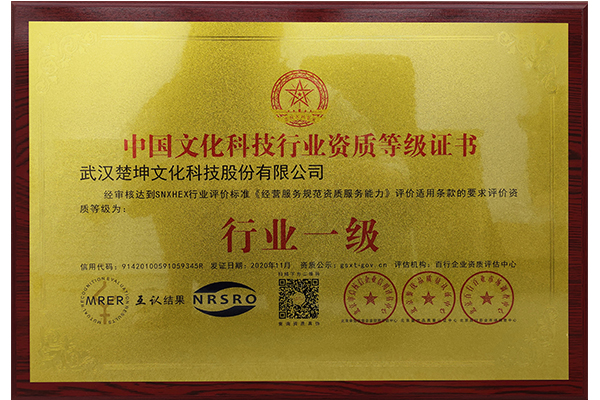 中国文化科技行业资质等级证书
武汉楚坤文化科技股份有限公司
经审核达到SNXHEX行业评价标准《经营服务规范资质服务能力》评价适用条款的要求评价资
质等级为:
行业一级
信用代码: 91420100591059345R 发证日期: 2020年11月 资质公示: gsxt-gov.cn 评估机构: 百行企业资质评估中心
MRER 互认结果 NRSRO